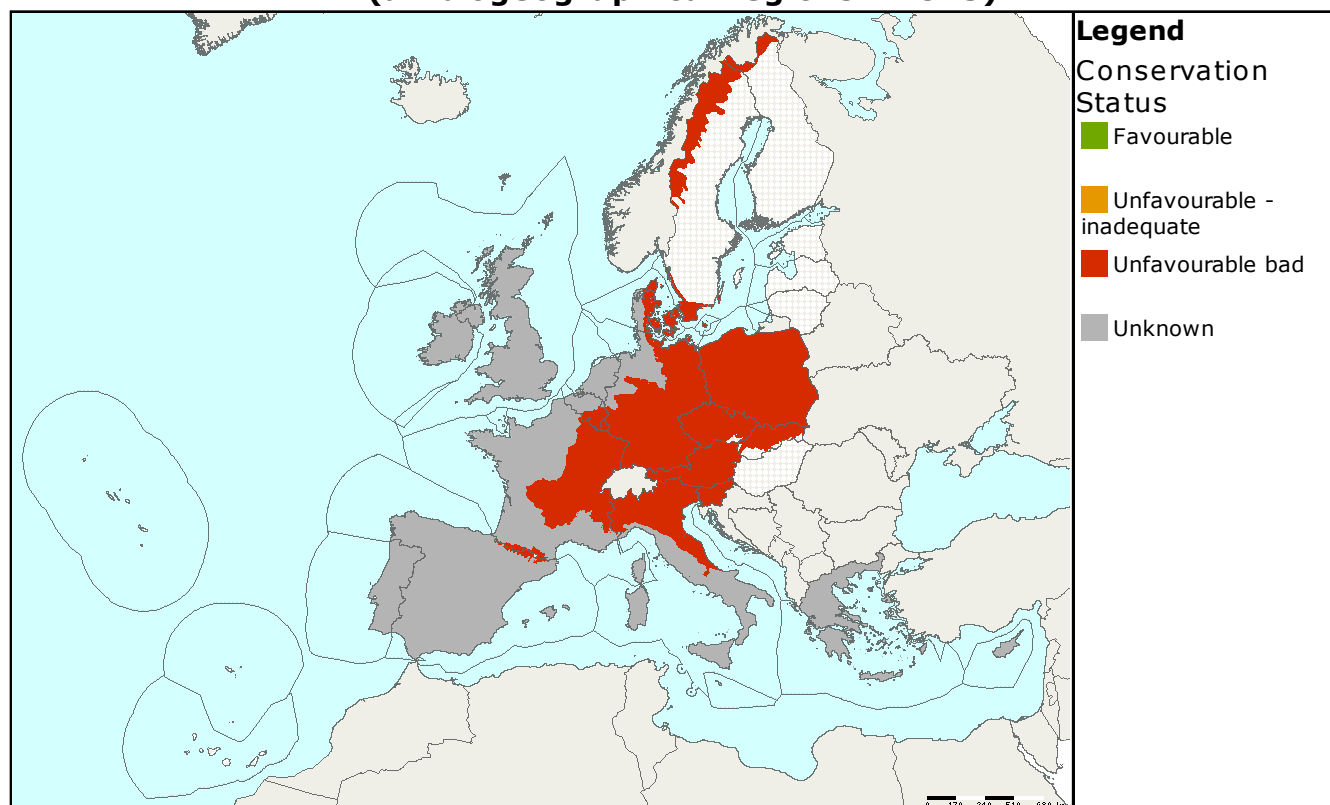 Legend
Conservation
Status
Favourable
Unfavourable -
inadequate
Unfavourable bad
Unknown